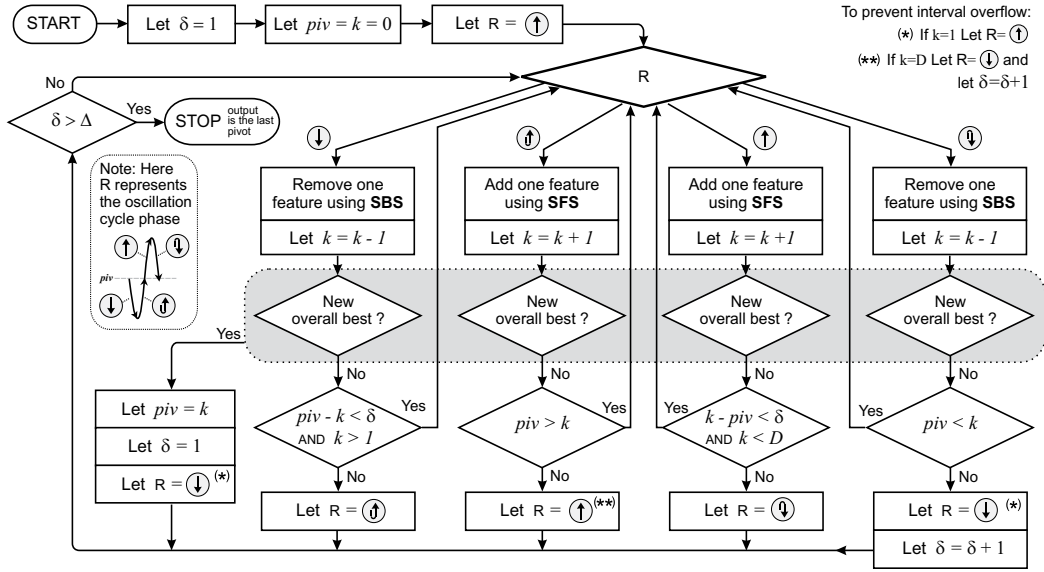 START
Let δ = 1
Let piv = k = 0
Let R = ↑
To prevent interval overflow:
(*) If k=1 Let R= ↑
(**) If k=D Let R= ↓ and
let δ=δ+1
R
No
δ > Δ
Yes
STOP output is the last pivot
Note: Here
R represents
the oscillation
cycle phase
piv
Remove one
feature using SBS
Let k = k - 1
Add one feature
using SFS
Let k = k + 1
Add one feature
using SFS
Let k = k +1
Remove one
feature using SBS
Let k = k - 1
New
overall best ?
New
overall best ?
New
overall best ?
New
overall best ?
Yes
No
No
No
No
Let piv = k
Let δ = 1
Let R = ↓ (*)
piv - k < δ
AND k > 1
Yes
piv > k
Yes
k - piv < δ
AND k < D
Yes
piv < k
Yes
No
No
No
No
Let R =
Let R = ↑ (**)
Let R =
Let R = ↓ (*)
Let δ = δ + 1